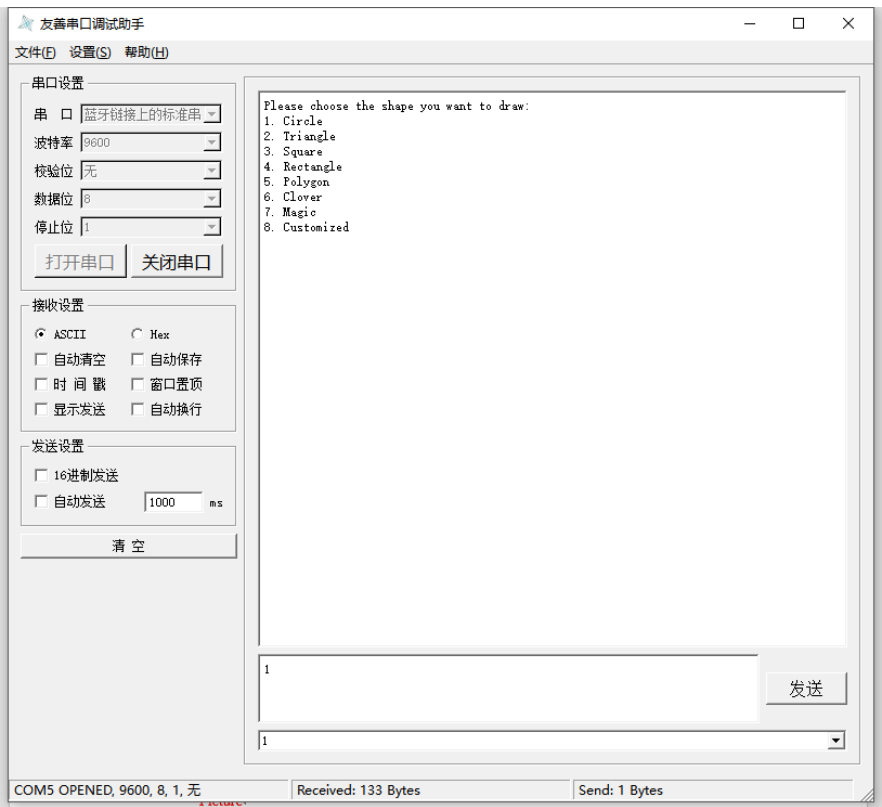 友善串口调试助手
文件(F) 设置(S) 帮助(H)
串口设置
串 口 蓝牙链接上的标准串
波特率 9600
校验位 无
数据位 8
停止位 1
打开串口 关闭串口
接收设置
ASCII Hex
自动清空 自动保存
时 间 戳 窗口置顶
显示发送 自动换行
发送设置
16进制发送
自动发送 1000 ms
清 空
Please choose the shape you want to draw:
1. Circle
2. Triangle
3. Square
4. Rectangle
5. Polygon
6. Clover
7. Magic
8. Customized
1
发送
1
COM5 OPENED, 9600, 8, 1, 无 Received: 133 Bytes Send: 1 Bytes